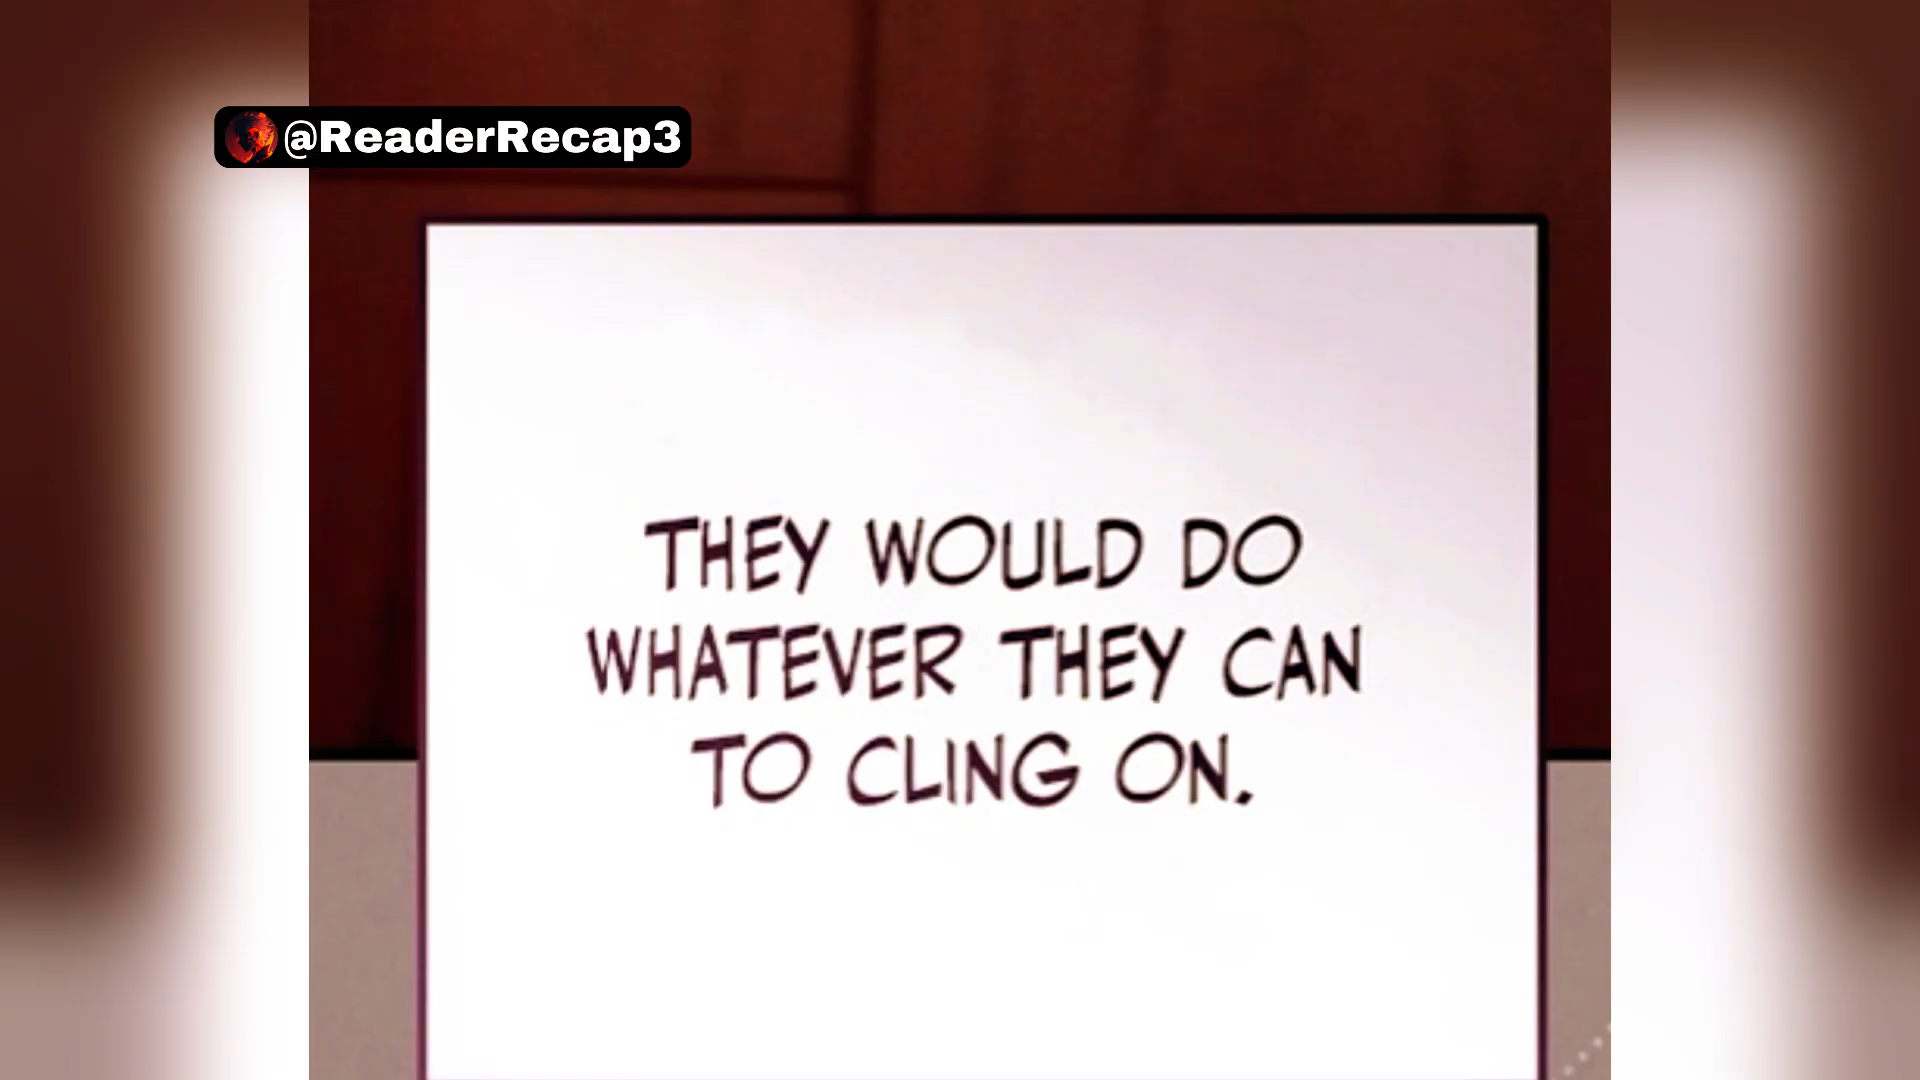 @ReaderRecap3
THEY WOULD DO
WHATEVER THEY CAN
TO CLING ON.